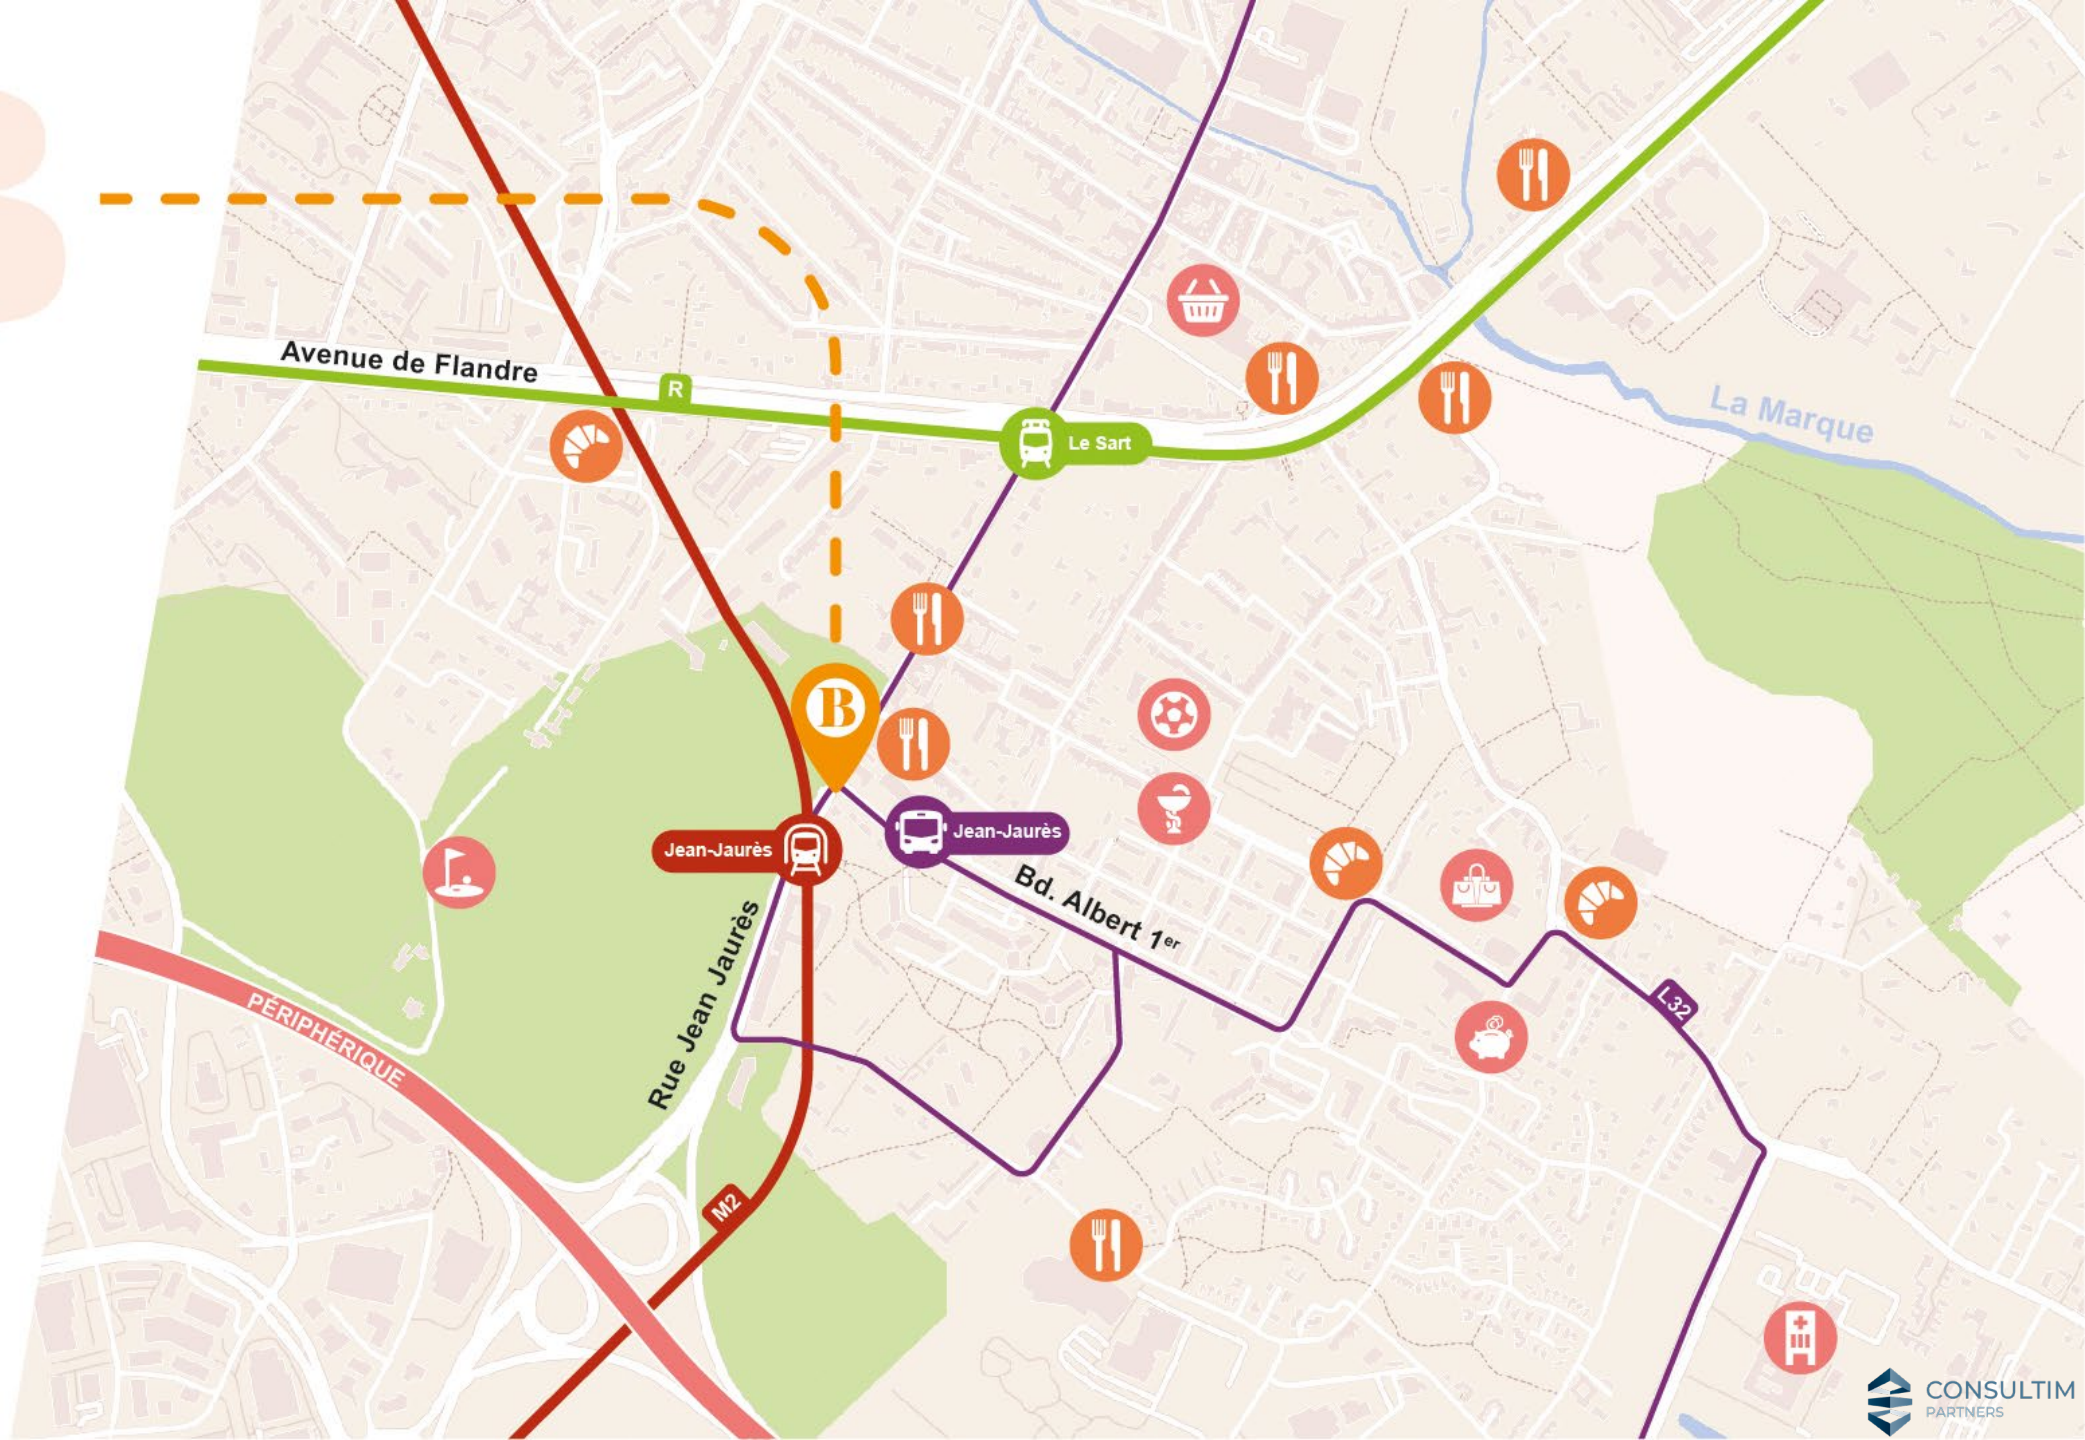 Avenue de Flandre
R
Le Sart
La Marque
B
Jean-Jaurès
Jean-Jaurès
Bd. Albert 1er
Rue Jean Jaurès
L32
PÉRIPHÉRIQUE
M2
CONSULTIM
PARTNERS